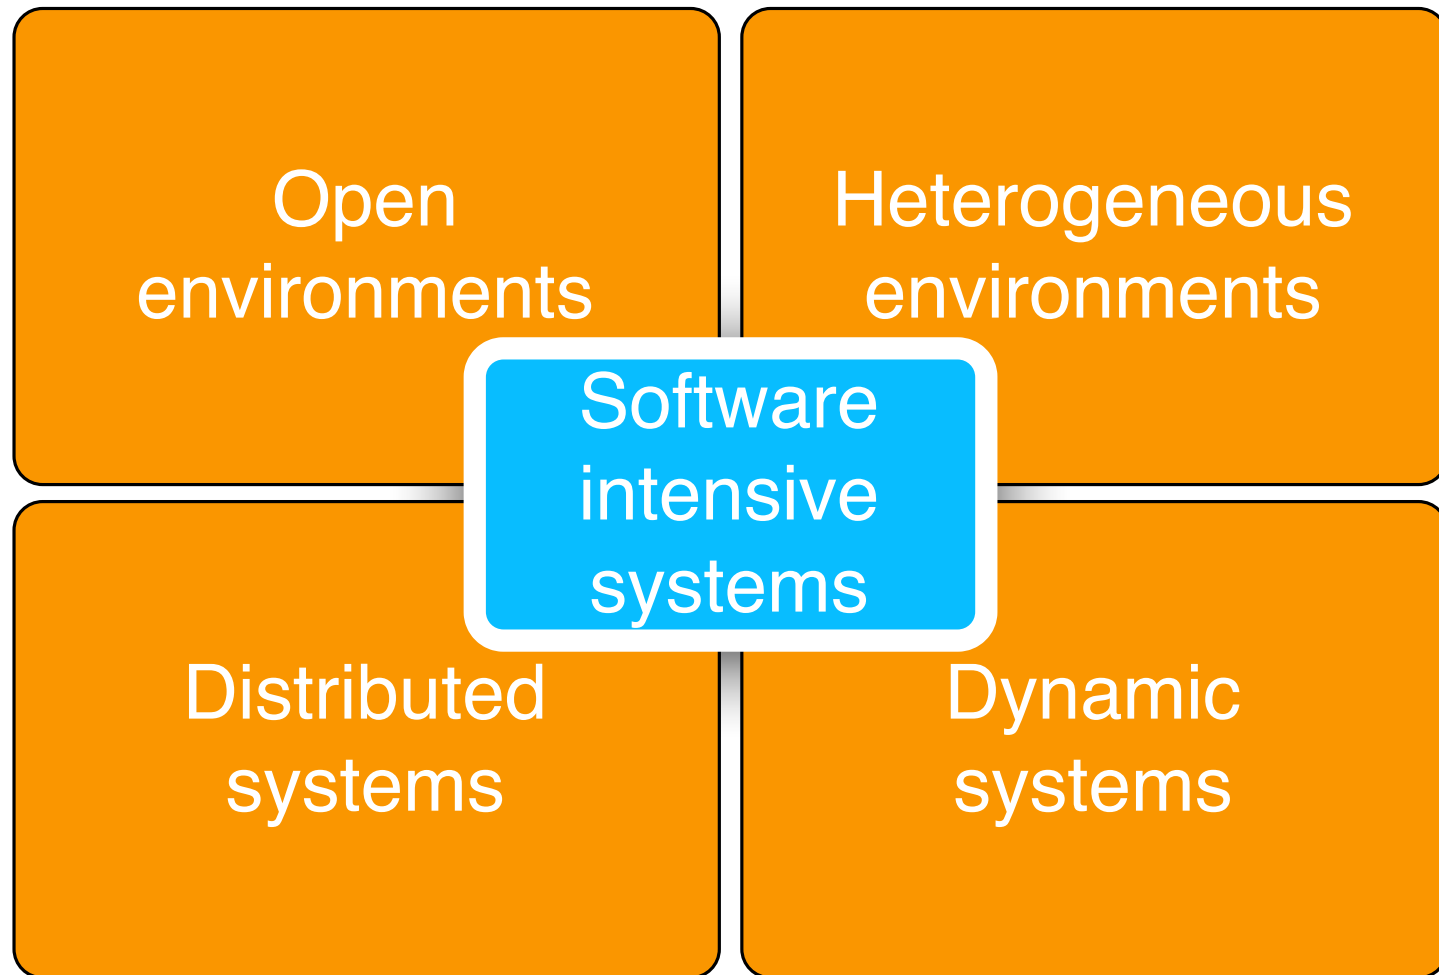 Open
environments
Heterogeneous
environments
Software
intensive
systems
Distributed
systems
Dynamic
systems